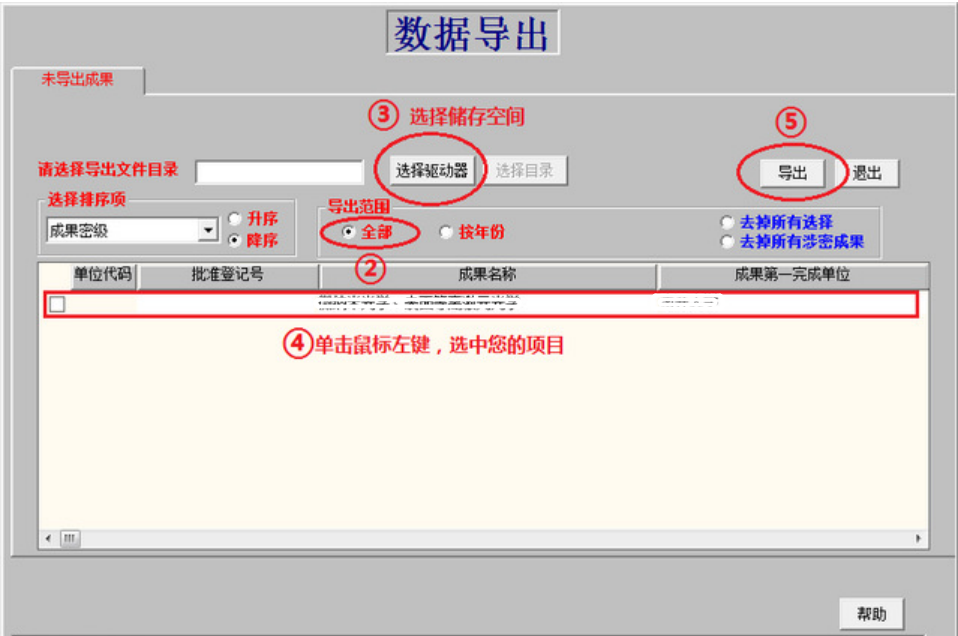 数据导出
未导出成果
③ 选择储存空间
⑤
请选择导出文件目录 选择驱动器 选择目录 导出 退出
选择排序项 导出范围
成果密级 升序 降序 全部 按年份 去掉所有选择
去掉所有涉密成果
②
单位代码 批准登记号 成果名称 成果第一完成单位
④单击鼠标左键，选中您的项目
帮助